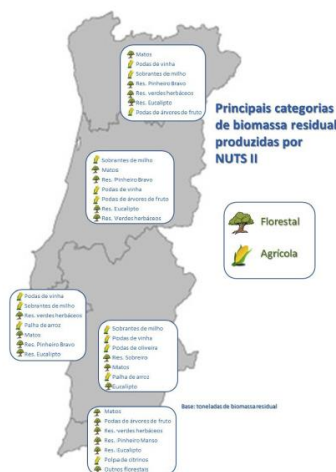 Matos
Podas de vinha
Sobrantes de milho
Res. Pinheiro Bravo
Res. verdes herbáceos
Res. Eucalipto
Podas de árvores de fruto
Principais categorias
de biomassa residual
produzidas por
NUTS II
Sobrantes de milho
Matos
Res. Pinheiro Bravo
Podas de vinha
Podas de árvores de fruto
Res. Eucalipto
Res. Verdes herbáceos
Florestal
Agrícola
Podas de vinha
Sobrantes de milho
Res. verdes herbáceos
Palha de arroz
Matos
Res. Pinheiro Bravo
Res. Eucalipto
Sobrantes de milho
Podas de vinha
Podas de oliveira
Res. Sobreiro
Matos
Palha de arroz
Eucalipto
Base: toneladas de biomassa residual
Matos
Podas de árvores de fruto
Res. verdes herbáceos
Res. Pinheiro Manso
Res. Eucalipto
Polpa de citrinos
Outros florestais